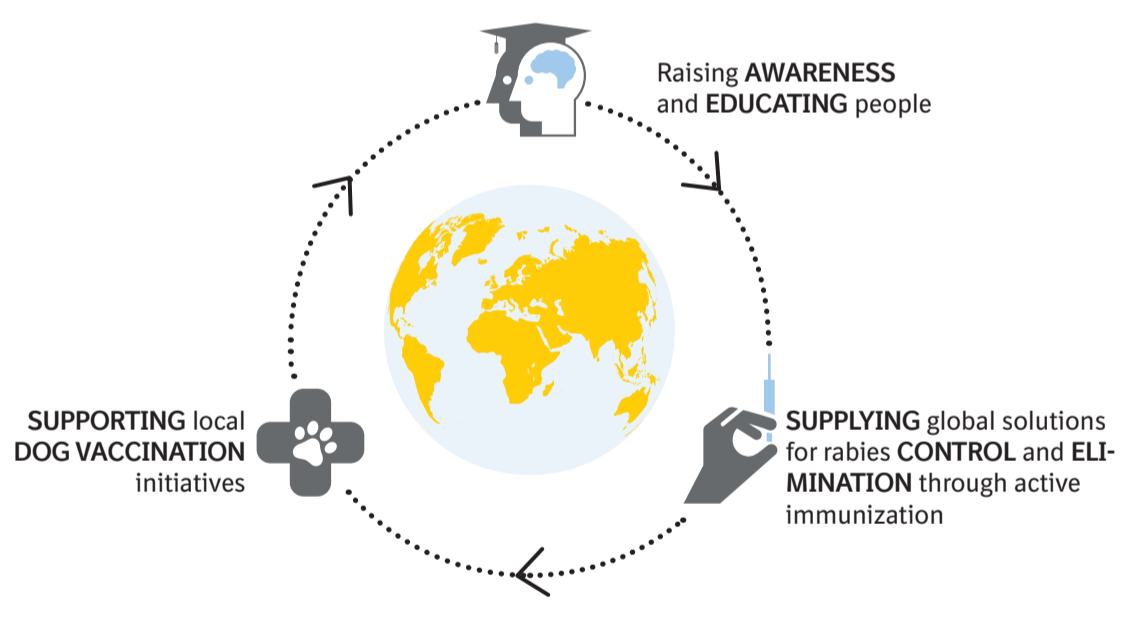 Raising AWARENESS
and EDUCATING people
SUPPORTING local
DOG VACCINATION
initiatives
SUPPLYING global solutions
for rabies CONTROL and ELI-
MINATION through active
immunization